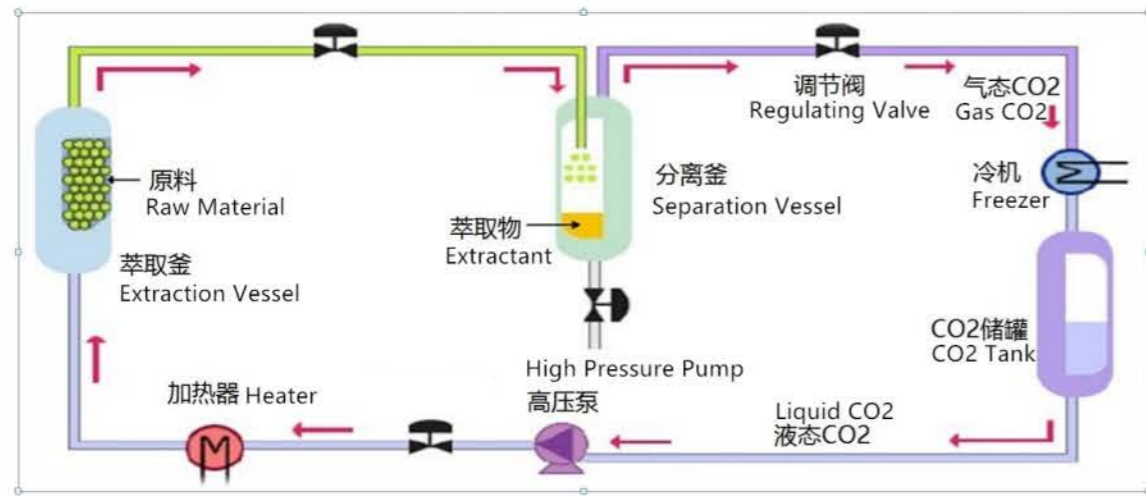 调节阀
Regulating Valve
气态CO2
Gas CO2
原料
Raw Material
分离釜
Separation Vessel
冷机
Freezer
萃取物
Extractant
萃取釜
Extraction Vessel
CO2储罐
CO2 Tank
High Pressure Pump
高压泵
加热器 Heater
Liquid CO2
液态CO2